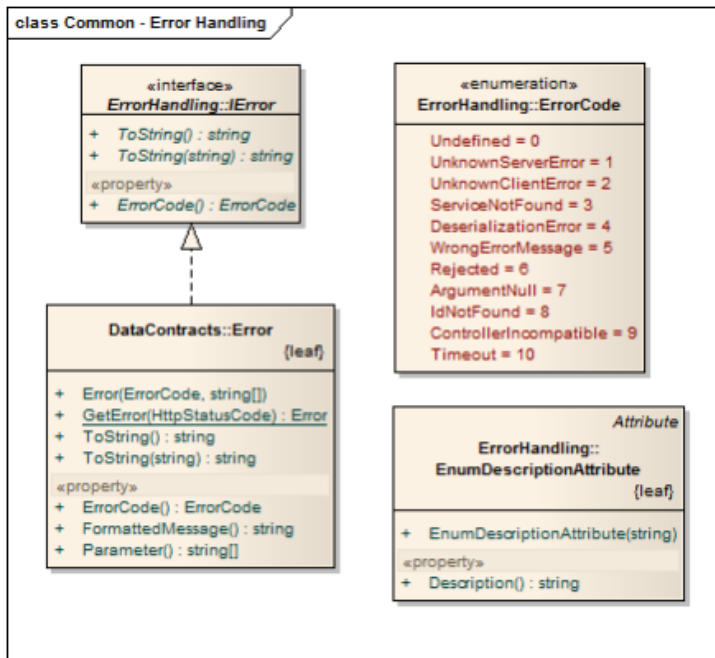 class Common - Error Handling
«interface»
ErrorHandling::IError
+ ToString() : string
+ ToString(string) : string
«property»
+ ErrorCode() : ErrorCode
«enumeration»
ErrorHandling::ErrorCode
Undefined = 0
UnknownServerError = 1
UnknownClientError = 2
ServiceNotFound = 3
DeserializationError = 4
WrongErrorMessage = 5
Rejected = 6
ArgumentNull = 7
IdNotFound = 8
ControllerIncompatible = 9
Timeout = 10
DataContracts::Error
{leaf}
+ Error(ErrorCode, string[])
+ GetError(HttpStatusCode) : Error
+ ToString() : string
+ ToString(string) : string
«property»
+ ErrorCode() : ErrorCode
+ FormattedMessage() : string
+ Parameter() : string[]
Attribute
ErrorHandling::
EnumDescriptionAttribute
{leaf}
+ EnumDescriptionAttribute(string)
«property»
+ Description() : string